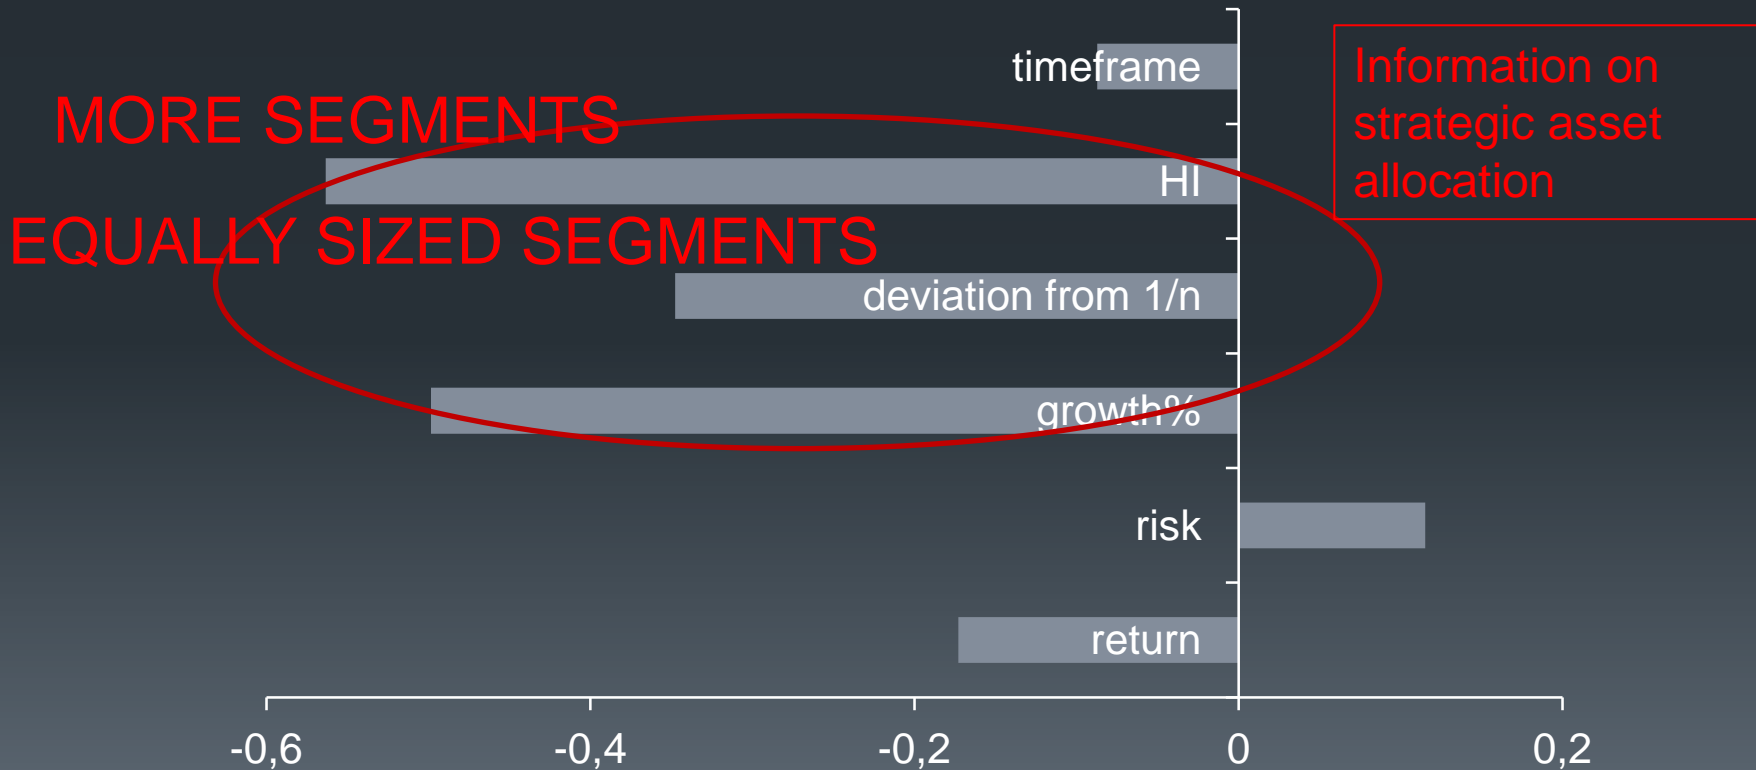 timeframe
Information on
strategic asset
allocation
MORE SEGMENTS
HI
EQUALLY SIZED SEGMENTS
deviation from 1/n
growth%
risk
return
-0,6
-0,4
-0,2
0
0,2